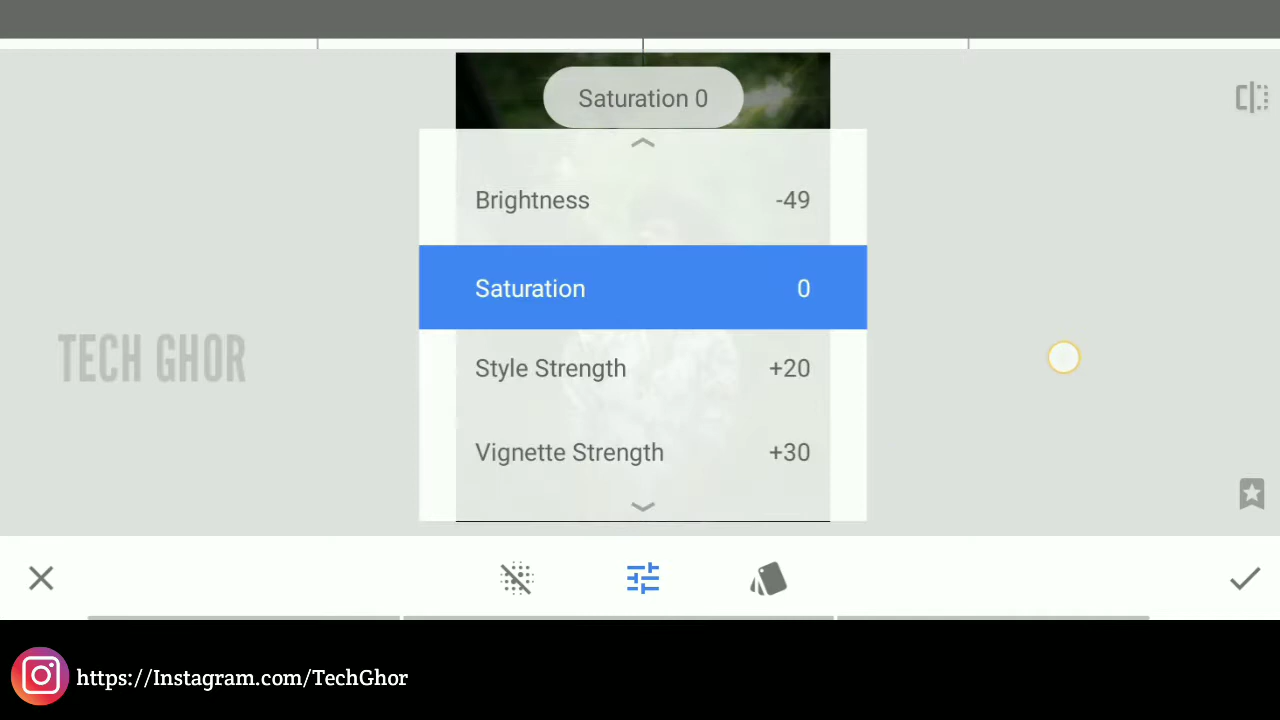 Saturation 0
Brightness -49
Saturation 0
Style Strength +20
Vignette Strength +30
TECH GHOR
https://Instagram.com/TechGhor